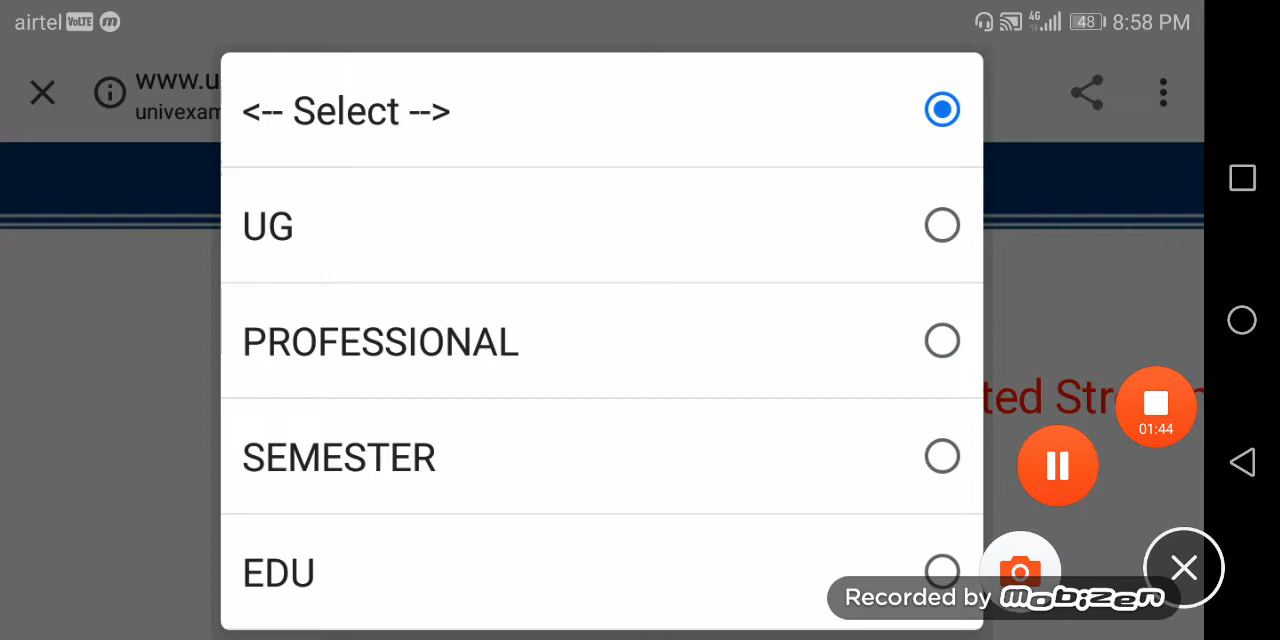 airtel VoLTE m
4G 48 8:58 PM
www.u
univexam
<-- Select -->
UG
PROFESSIONAL
SEMESTER
EDU
ted Str
01:44
Recorded by mobizen